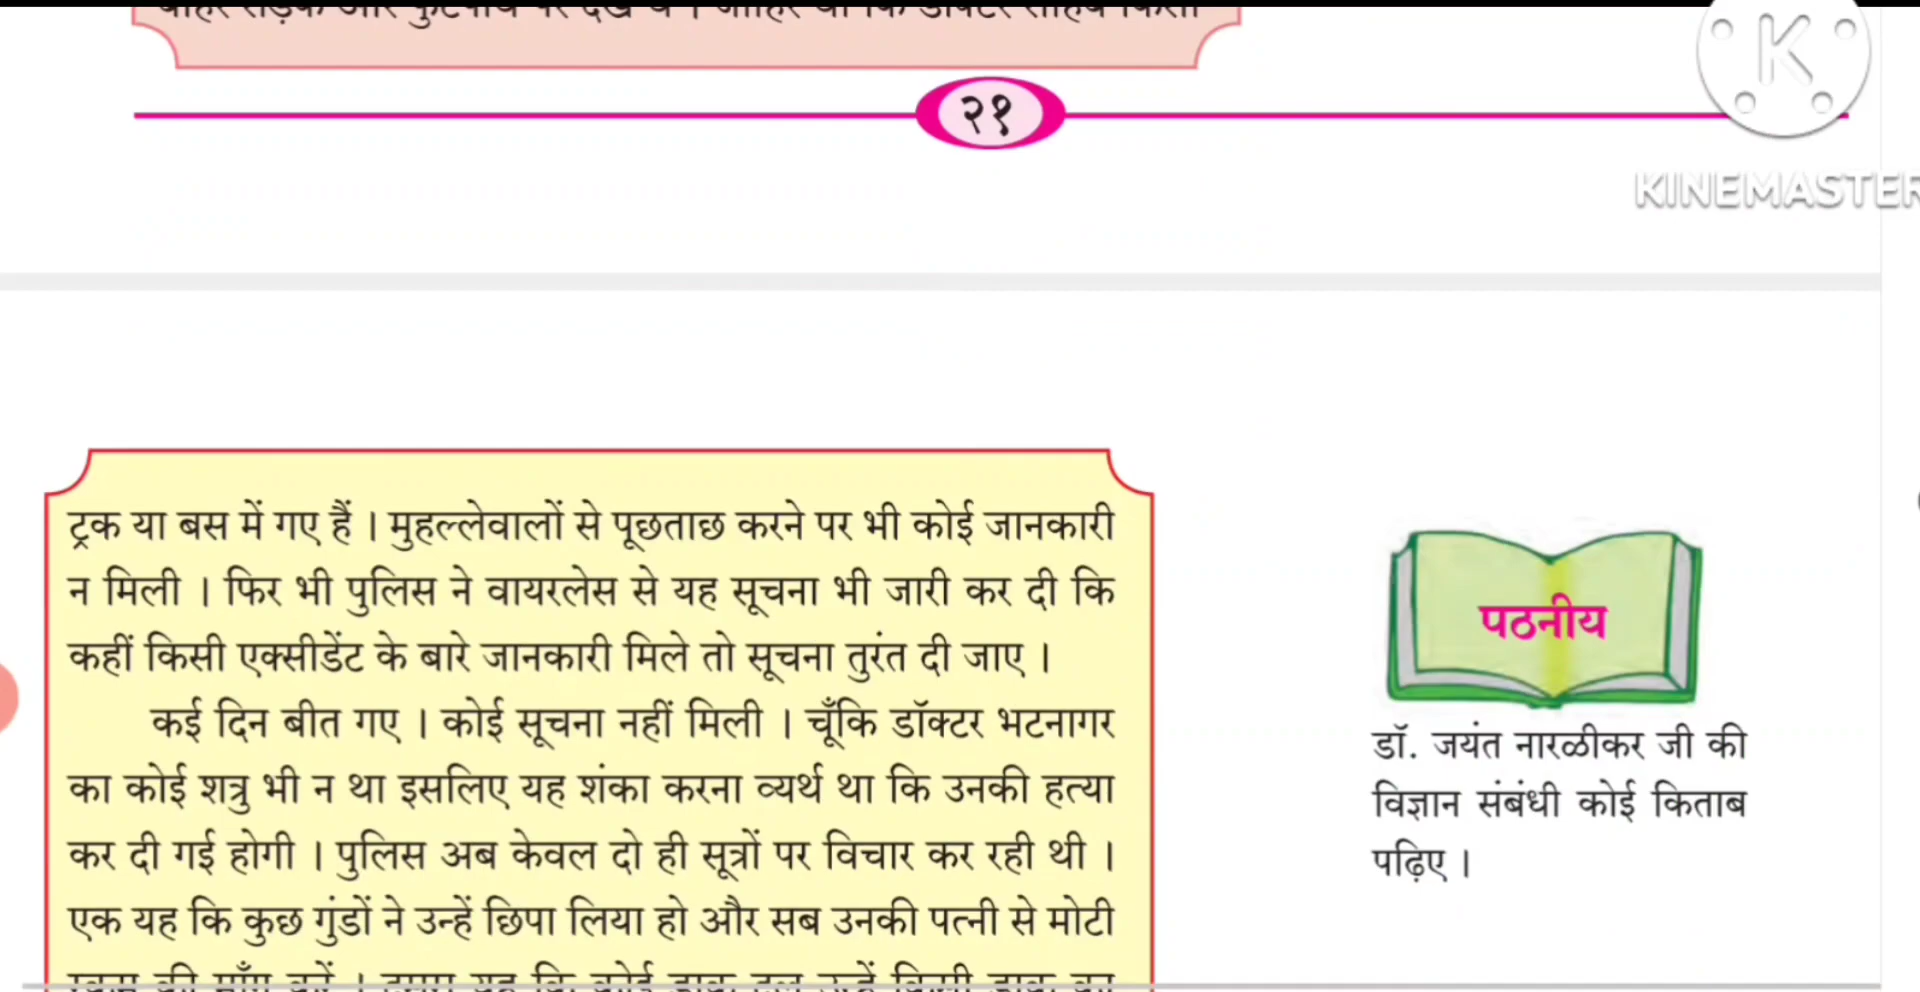 २१
K
KINEMASTER
ट्रक या बस में गए हैं । मुहल्लेवालों से पूछताछ करने पर भी कोई जानकारी
न मिली । फिर भी पुलिस ने वायरलेस से यह सूचना भी जारी कर दी कि
कहीं किसी एक्सीडेंट के बारे जानकारी मिले तो सूचना तुरंत दी जाए ।
कई दिन बीत गए । कोई सूचना नहीं मिली । चूँकि डॉक्टर भटनागर
का कोई शत्रु भी न था इसलिए यह शंका करना व्यर्थ था कि उनकी हत्या
कर दी गई होगी । पुलिस अब केवल दो ही सूत्रों पर विचार कर रही थी ।
एक यह कि कुछ गुंडों ने उन्हें छिपा लिया हो और सब उनकी पत्नी से मोटी
पठनीय
डॉ. जयंत नारळीकर जी की
विज्ञान संबंधी कोई किताब
पढ़िए ।